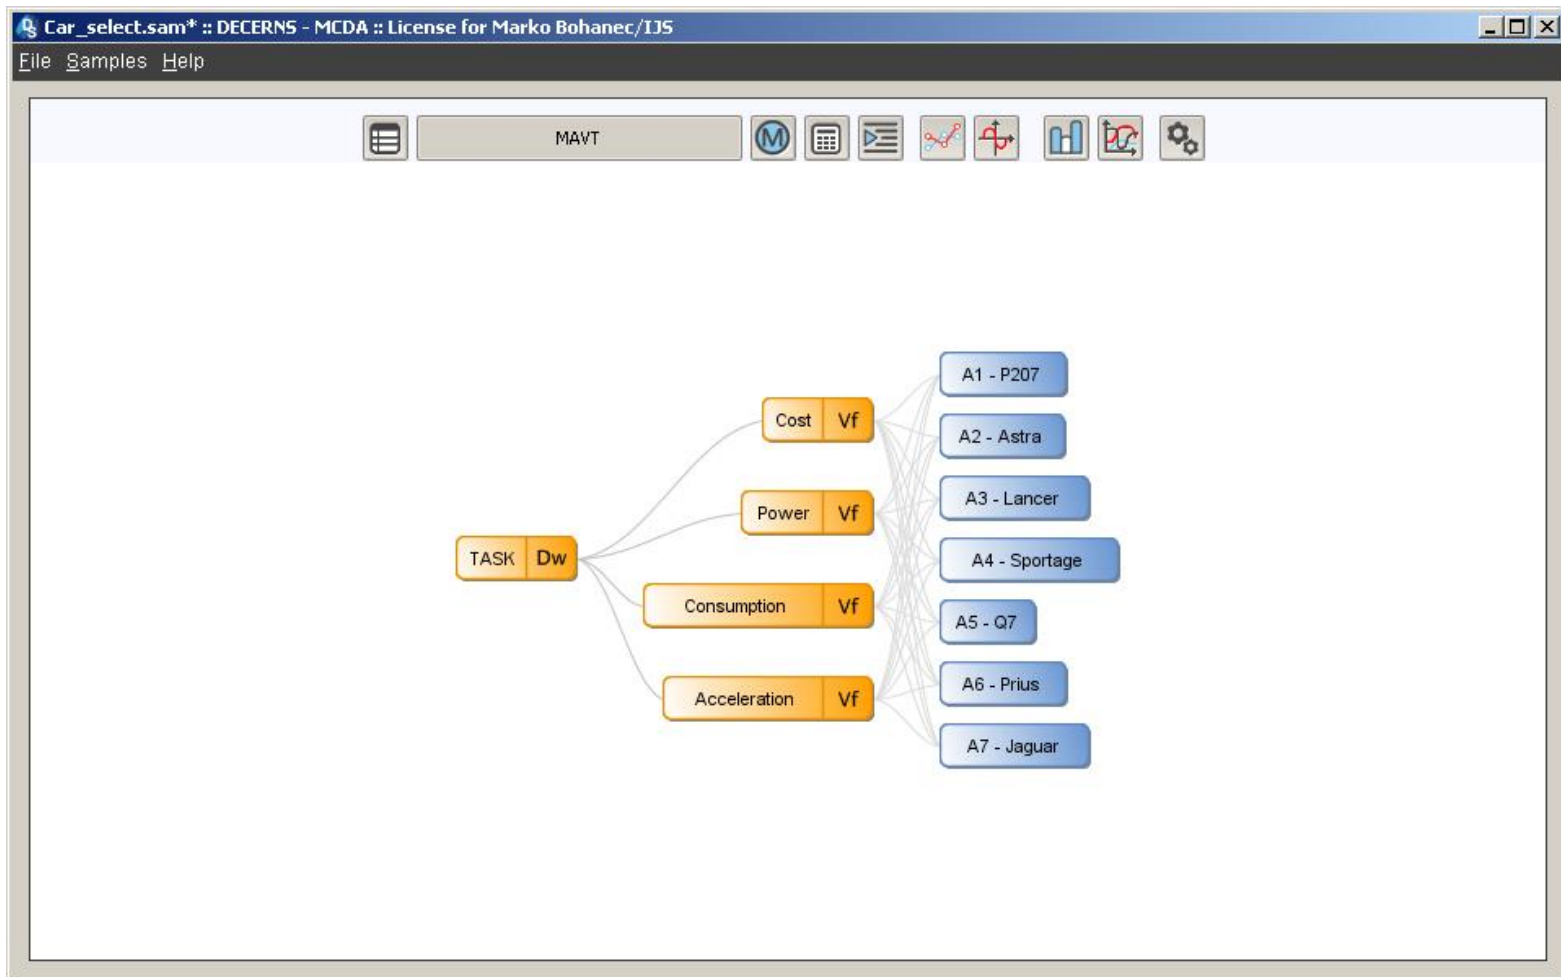 Car_select.sam* :: DECERNS - MCDA :: License for Marko Bohanec/IJS
File Samples Help
MAVT
M
TASK Dw
Cost Vf
Power Vf
Consumption Vf
Acceleration Vf
A1 - P207
A2 - Astra
A3 - Lancer
A4 - Sportage
A5 - Q7
A6 - Prius
A7 - Jaguar